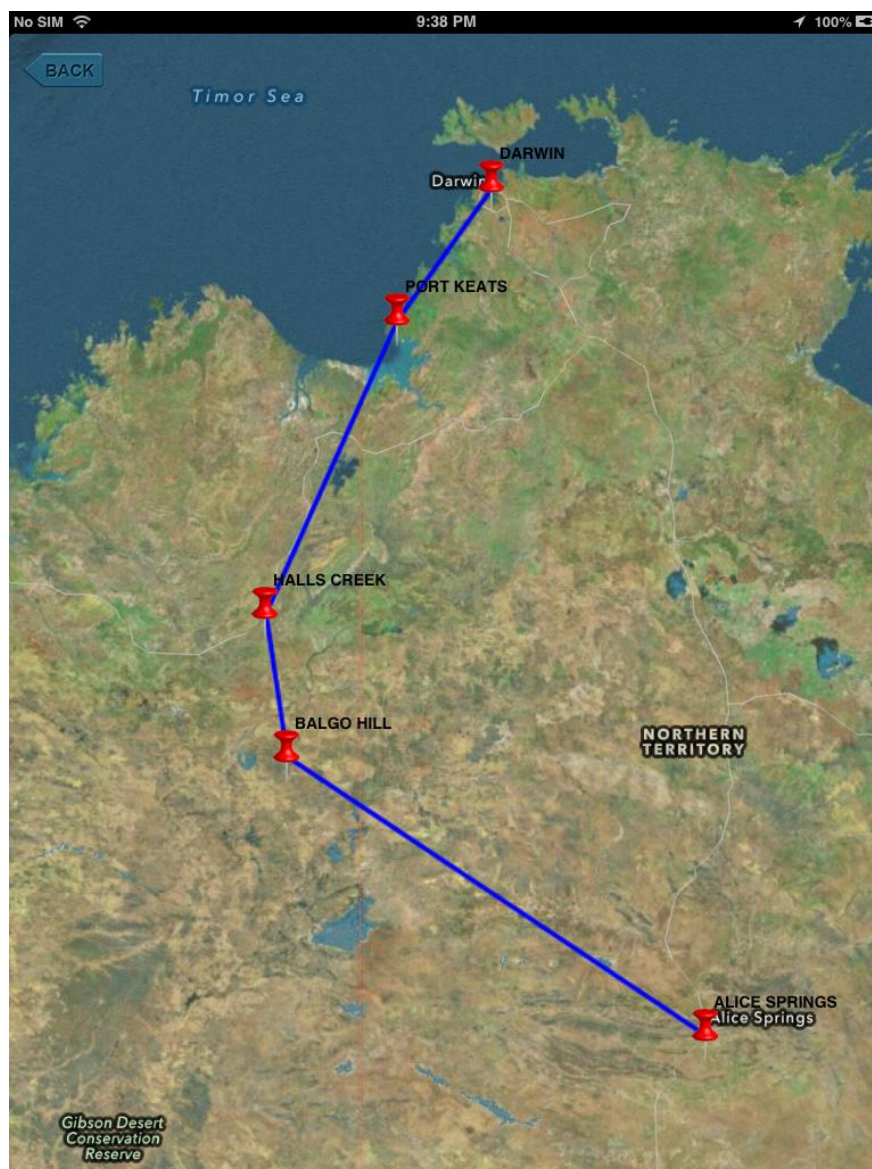 No SIM 9:38 PM 100%
BACK
Timor Sea
DARWIN
Darwin
PORT KEATS
HALLS CREEK
BALGO HILL
NORTHERN
TERRITORY
ALICE SPRINGS
Alice Springs
Gibson Desert
Conservation
Reserve